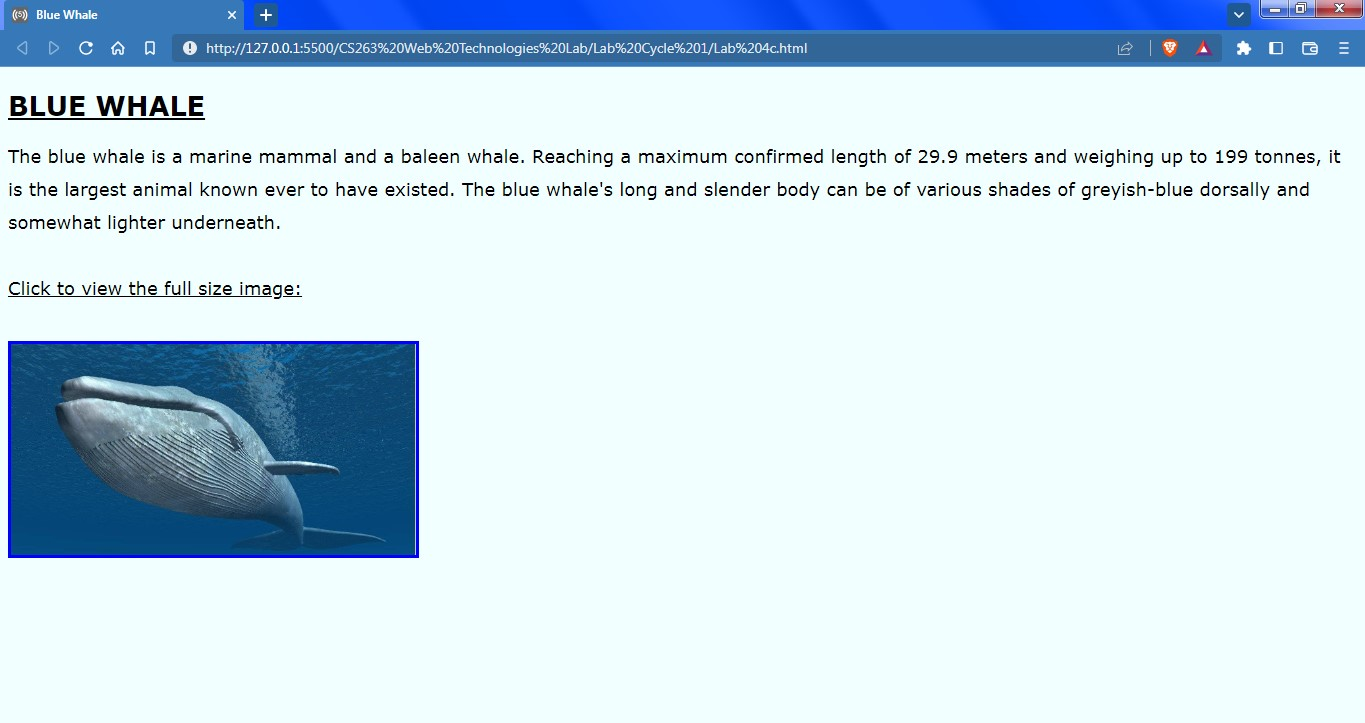 Blue Whale
http://127.0.0.1:5500/CS263%20Web%20Technologies%20Lab/Lab%20Cycle%201/Lab%204c.html
BLUE WHALE
The blue whale is a marine mammal and a baleen whale. Reaching a maximum confirmed length of 29.9 meters and weighing up to 199 tonnes, it
is the largest animal known ever to have existed. The blue whale's long and slender body can be of various shades of greyish-blue dorsally and
somewhat lighter underneath.
Click to view the full size image: